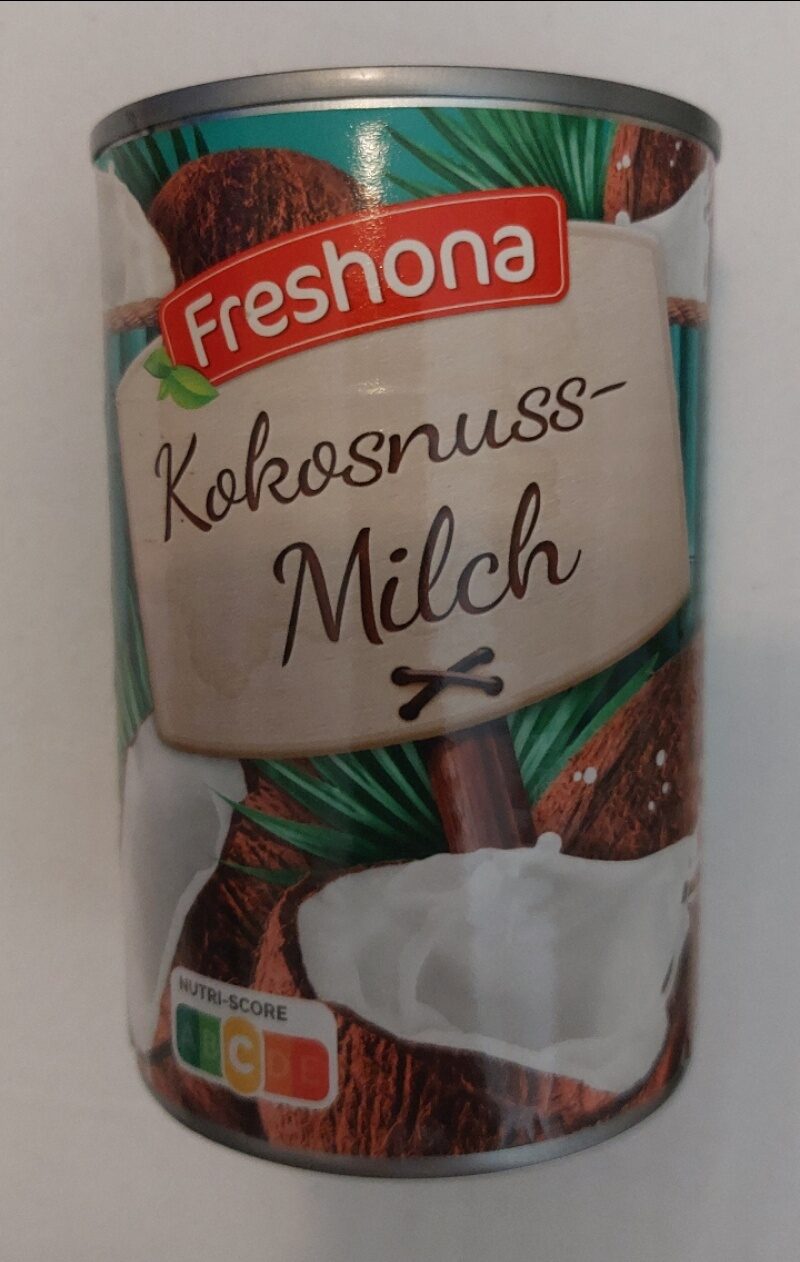 Freshona
Kokosnuss-
Milch
NUTRI-SCORE
A B C D E